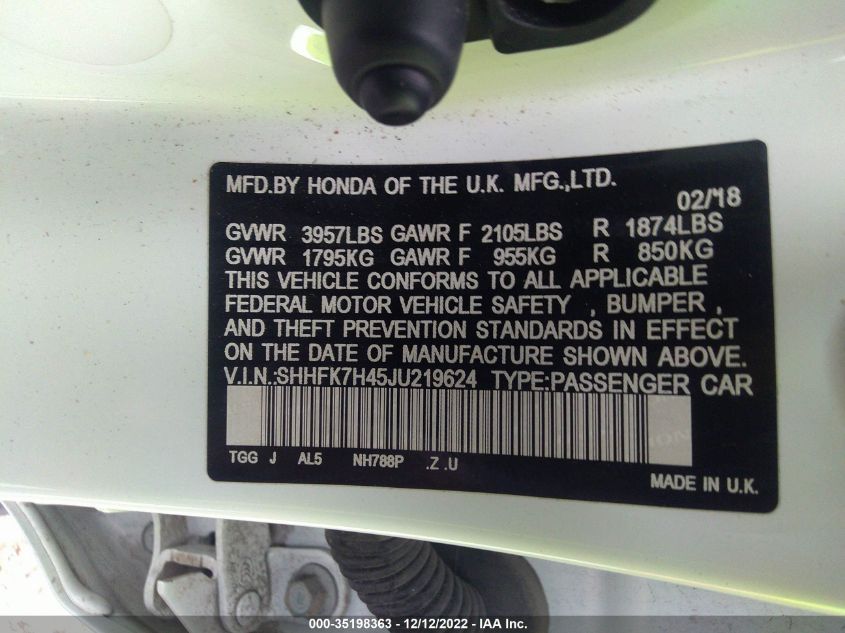 MFD.BY HONDA OF THE U.K. MFG.,LTD.
02/18
GVWR 3957LBS GAWR F 2105LBS R 1874LBS
GVWR 1795KG GAWR F 955KG R 850KG
THIS VEHICLE CONFORMS TO ALL APPLICABLE
FEDERAL MOTOR VEHICLE SAFETY , BUMPER ,
AND THEFT PREVENTION STANDARDS IN EFFECT
ON THE DATE OF MANUFACTURE SHOWN ABOVE.
V.I.N.:SHHFK7H45JU219624 TYPE:PASSENGER CAR
TGG J AL5 NH788P .Z .U
MADE IN U.K.
000-35198363 - 12/12/2022 - IAA Inc.